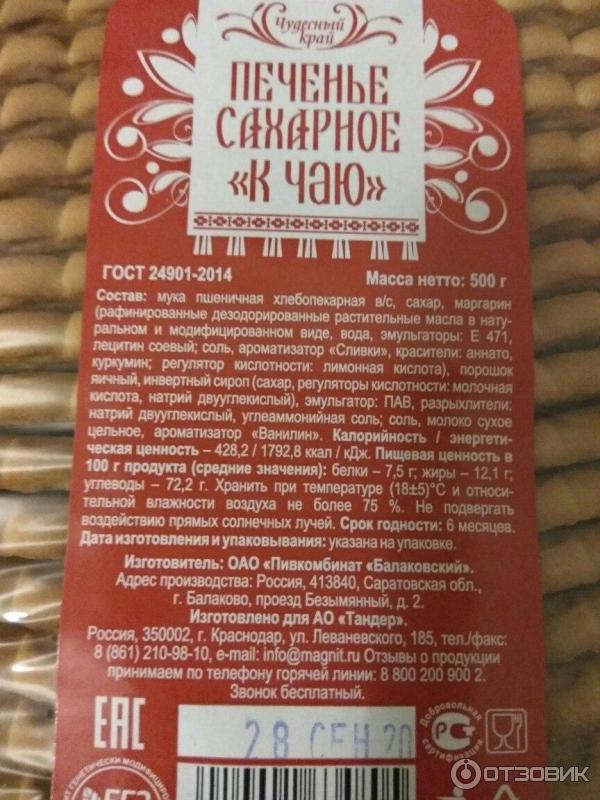 Чудесный
край
ПЕЧЕНЬЕ
САХАРНОЕ
«К ЧАЮ»
ГОСТ 24901-2014 Масса нетто: 500 г
Состав: мука пшеничная хлебопекарная в/с, сахар, маргарин
(рафинированные дезодорированные растительные масла в нату-
ральном и модифицированном виде, вода, эмульгаторы: Е 471,
лецитин соевый; соль, ароматизатор «Сливки», красители: аннато,
куркумин; регулятор кислотности: лимонная кислота), порошок
яичный, инвертный сироп (сахар, регуляторы кислотности: молочная
кислота, натрий двууглекислый), эмульгатор: ПАВ, разрыхлители:
натрий двууглекислый, углеаммонийная соль; соль, молоко сухое
цельное, ароматизатор «Ванилин». Калорийность / энергети-
ческая ценность – 428,2 / 1792,8 ккал / кДж. Пищевая ценность в
100 г продукта (средние значения): белки – 7,5 г; жиры – 12,1 г;
углеводы – 72,2 г. Хранить при температуре (18±5)°С и относи-
тельной влажности воздуха не более 75 %. Не подвергать
воздействию прямых солнечных лучей. Срок годности: 6 месяцев.
Дата изготовления и упаковывания: указана на упаковке.
Изготовитель: ОАО «Пивкомбинат «Балаковский».
Адрес производства: Россия, 413840, Саратовская обл.,
г. Балаково, проезд Безымянный, д. 2.
Изготовлено для АО «Тандер».
Россия, 350002, г. Краснодар, ул. Леваневского, 185, тел./факс:
8 (861) 210-98-10, e-mail: info@magnit.ru Отзывы о продукции
принимаем по телефону горячей линии: 8 800 200 900 2.
Звонок бесплатный.
ЕАС
28 СЕН 20
Добровольная
РСТ
сертификация
ГЕНЕТИЧЕСКИ
БЕЗ
ОТЗОВИК